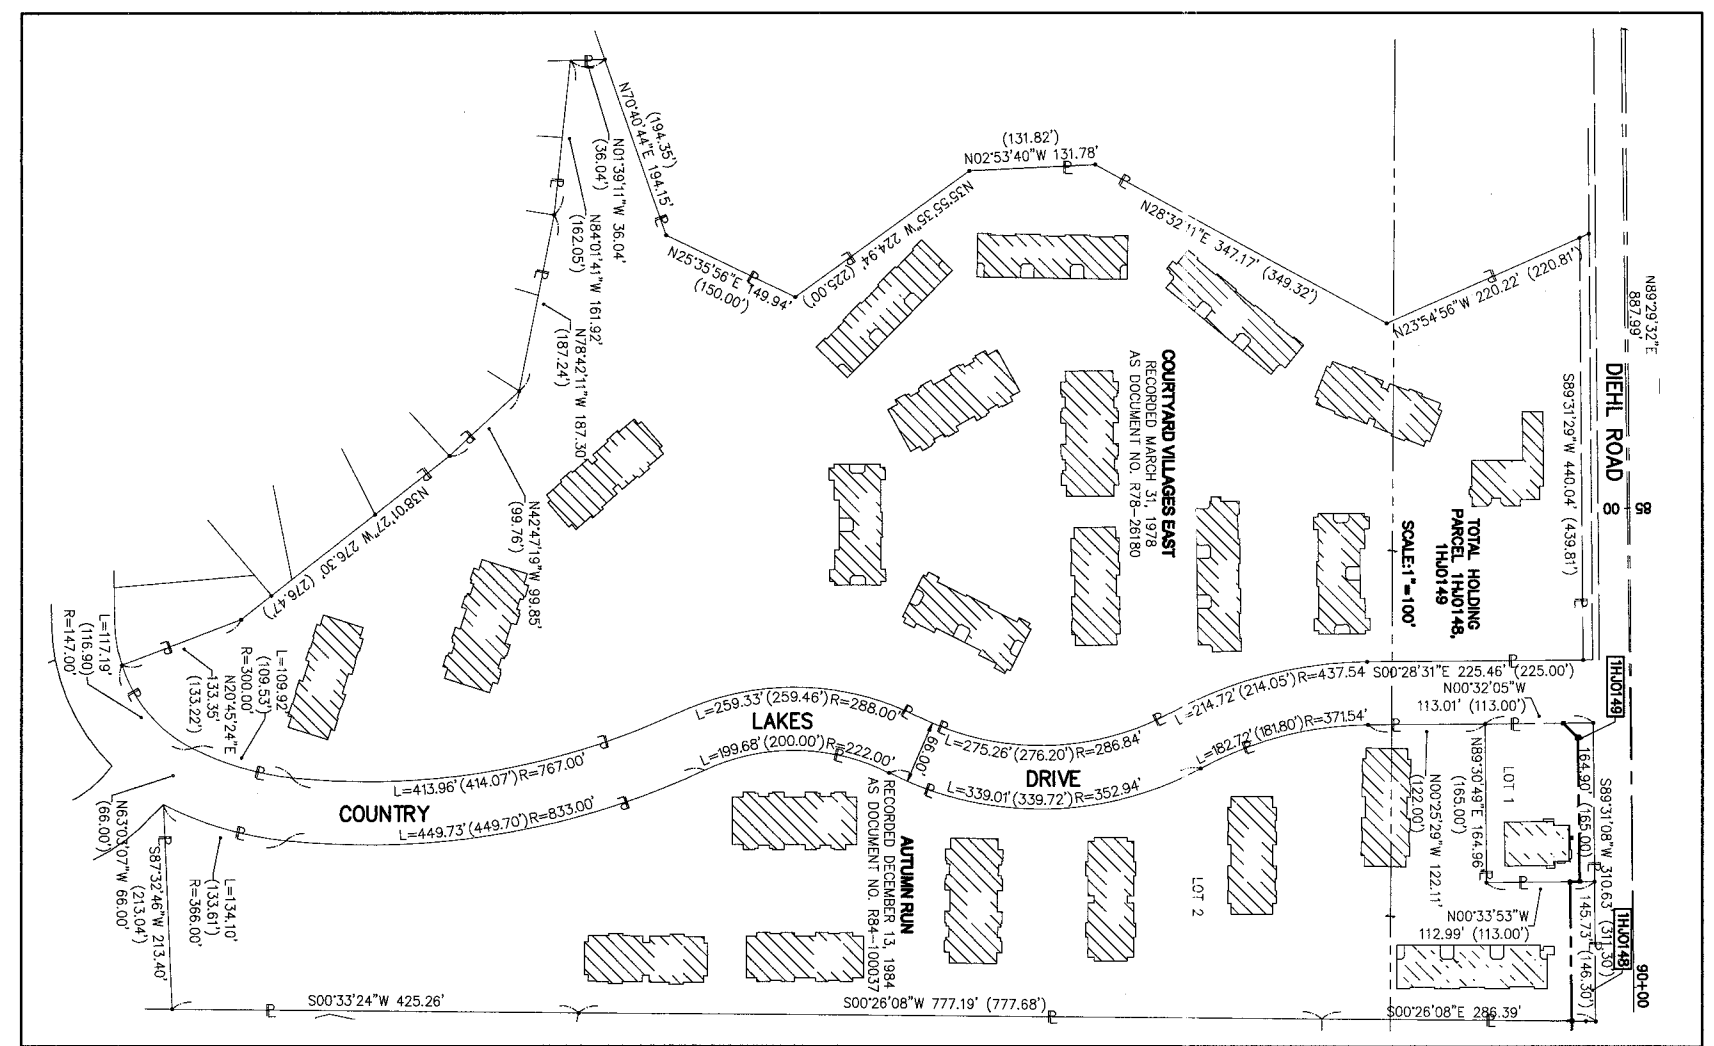 N70°40'44"E 194.15'
(194.35')
N01°39'11"W 36.04'
(36.04')
N84°01'41"W 161.92'
(162.05')
N78°42'11"W 187.30'
(187.24')
N42°47'19"W 99.85'
(99.76')
N38°01'27"W 276.30' (276.47')
N25°35'56"E 149.94'
(150.00')
N35°55'35"W 224.94' (225.00')
(131.82')
N02°53'40"W 131.78'
N28°32'11"E 347.17' (349.32')
N23°54'56"W 220.22' (220.81')
N89°29'32"E
887.99'
DIEHL ROAD
85
00
S89°31'29"W 440.04' (439.81')
COURTYARD VILLAGES EAST
RECORDED MARCH 31, 1978
AS DOCUMENT NO. R78-26180
TOTAL HOLDING
PARCEL 1HJ0148,
1HJ0149
SCALE:1"=100'
L=117.19'
(116.90')
R=147.00'
L=109.92'
(109.53')
R=300.00'
N20°45'24"E
133.35'
(133.22')
L=259.33' (259.46') R=288.00'
LAKES
L=199.68' (200.00') R=222.00'
66.00'
L=275.26' (276.20') R=286.84'
DRIVE
L=339.01' (339.72') R=352.94'
L=214.72' (214.05') R=437.54
L=182.72' (181.80') R=371.54'
S00°28'31"E 225.46' (225.00')
N00°32'05"W
113.01' (113.00')
1HJ0149
L=413.96' (414.07') R=767.00'
COUNTRY
L=449.73' (449.70') R=833.00'
N63°03'07"W 66.00'
(66.00')
S87°32'46"W 213.40'
(213.04')
L=134.10'
(133.61')
R=366.00'
AUTUMN RUN
RECORDED DECEMBER 13, 1984
AS DOCUMENT NO. R84-100037
LOT 2
N00°25'29"W 122.11'
(122.00')
N89°30'49"E 164.96'
(165.00')
LOT 1
164.90' (165.00')
S89°31'08"W 310.63' (311.30')
145.73' (146.30')
N00°33'53"W
112.99' (113.00')
1HJ0148
90+00
S00°33'24"W 425.26'
S00°26'08"W 777.19' (777.68')
S00°26'08"E 286.39'